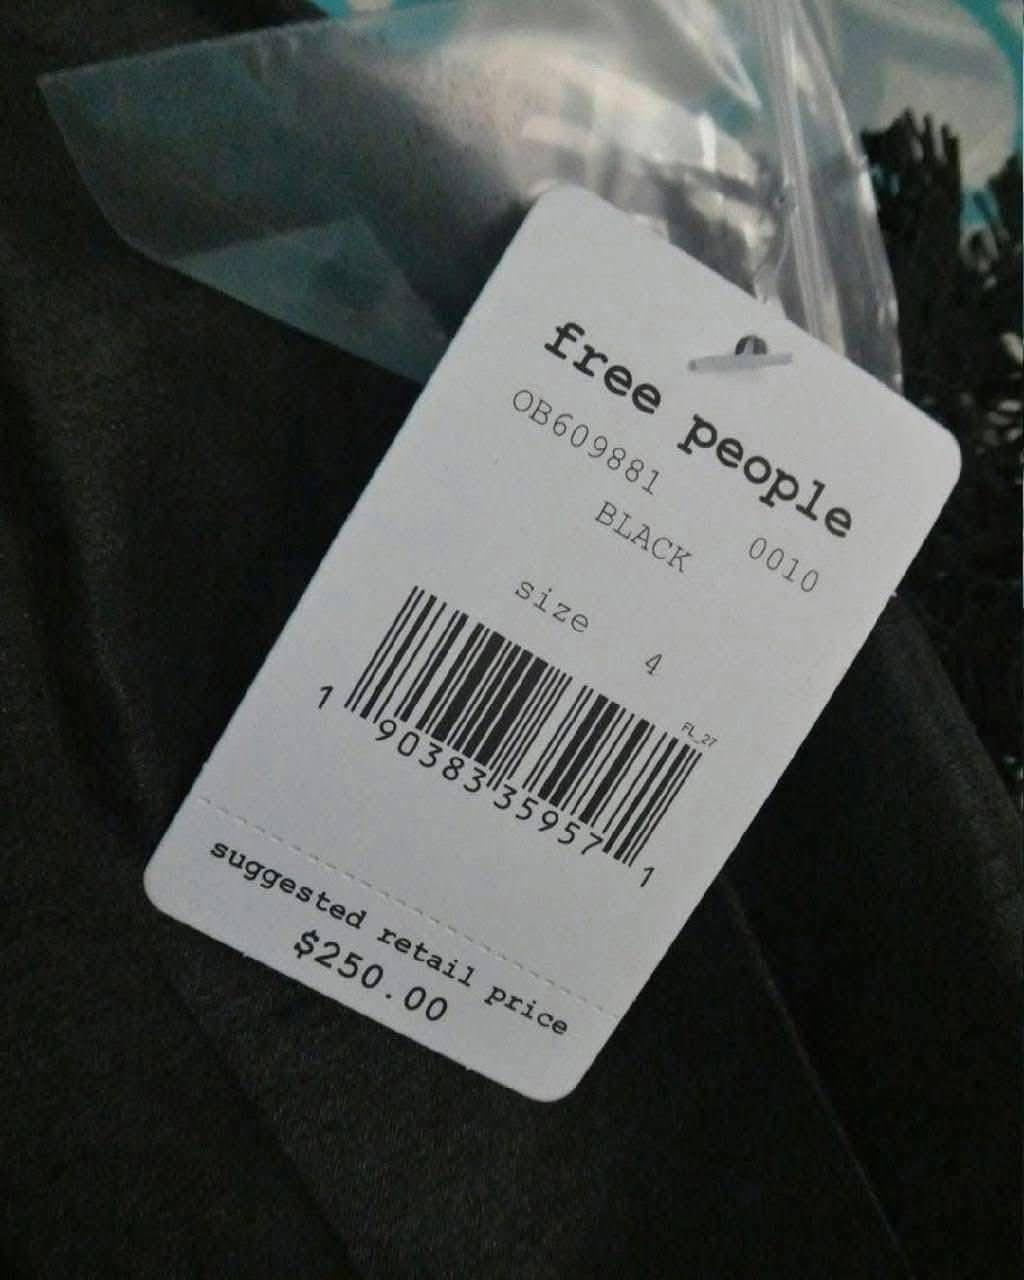 free people
OB609881 0010
BLACK
size 4
FL_27
1 90383 35957 1
suggested retail price
$250.00